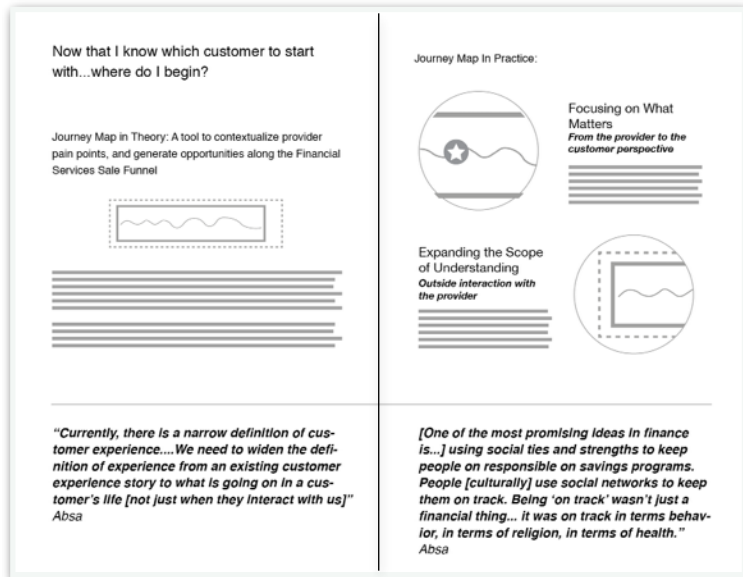 Now that I know which customer to start
with...where do I begin?
Journey Map in Theory: A tool to contextualize provider
pain points, and generate opportunities along the Financial
Services Sale Funnel
"Currently, there is a narrow definition of cus-
tomer experience....We need to widen the defi-
nition of experience from an existing customer
experience story to what is going on in a cus-
tomer's life [not just when they interact with us]"
Absa
Journey Map In Practice:
Focusing on What
Matters
From the provider to the
customer perspective
Expanding the Scope
of Understanding
Outside interaction with
the provider
[One of the most promising ideas in finance
is...] using social ties and strengths to keep
people on responsible on savings programs.
People [culturally] use social networks to keep
them on track. Being 'on track' wasn't just a
financial thing... it was on track in terms behav-
ior, in terms of religion, in terms of health."
Absa